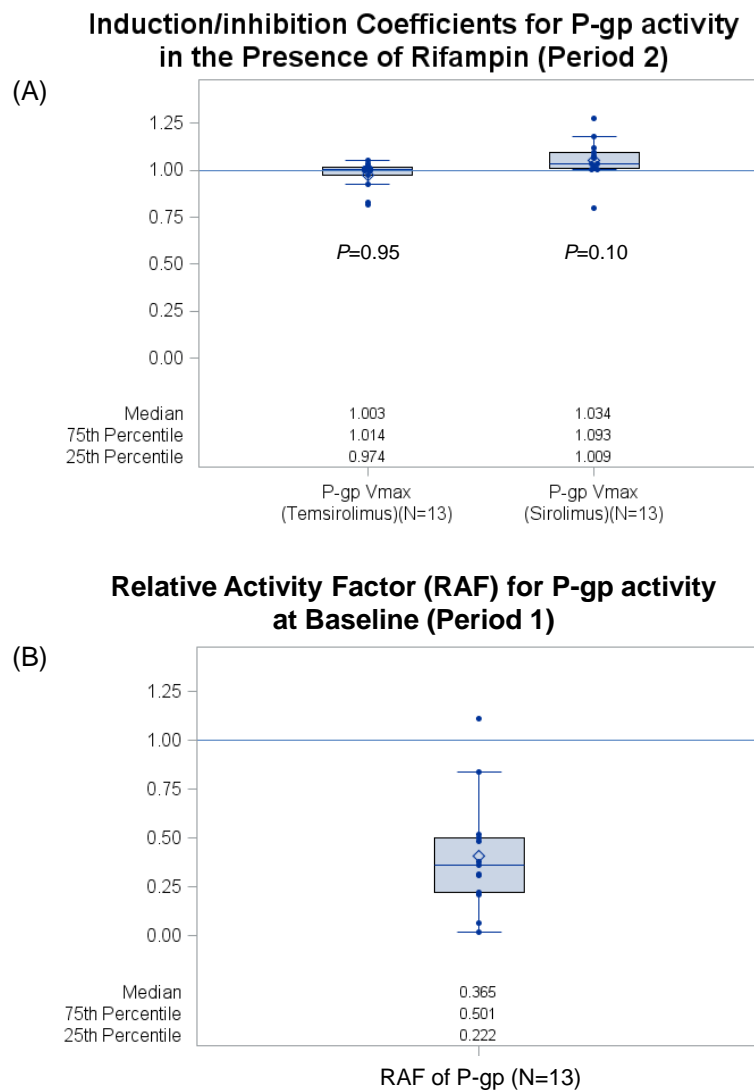 Induction/inhibition Coefficients for P-gp activity
in the Presence of Rifampin (Period 2)
(A)
1.25
1.00
0.75
0.50
0.25
0.00
P=0.95 P=0.10
Median 1.003 1.034
75th Percentile 1.014 1.093
25th Percentile 0.974 1.009
P-gp Vmax P-gp Vmax
(Temsirolimus)(N=13) (Sirolimus)(N=13)
Relative Activity Factor (RAF) for P-gp activity
at Baseline (Period 1)
(B)
1.25
1.00
0.75
0.50
0.25
0.00
Median 0.365
75th Percentile 0.501
25th Percentile 0.222
RAF of P-gp (N=13)